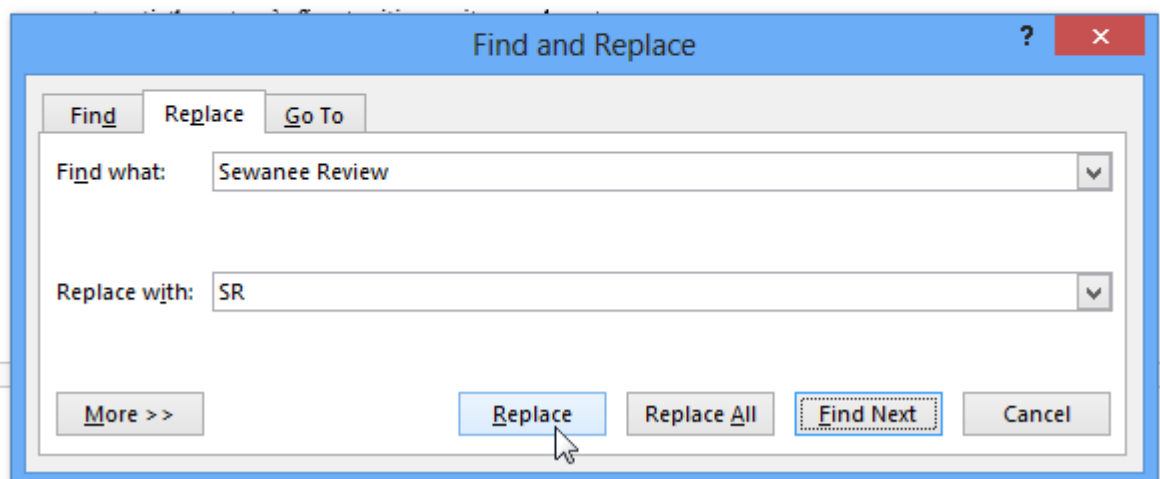 Find and Replace ?
Find Replace Go To
Find what: Sewanee Review
Replace with: SR
More >> Replace Replace All Find Next Cancel